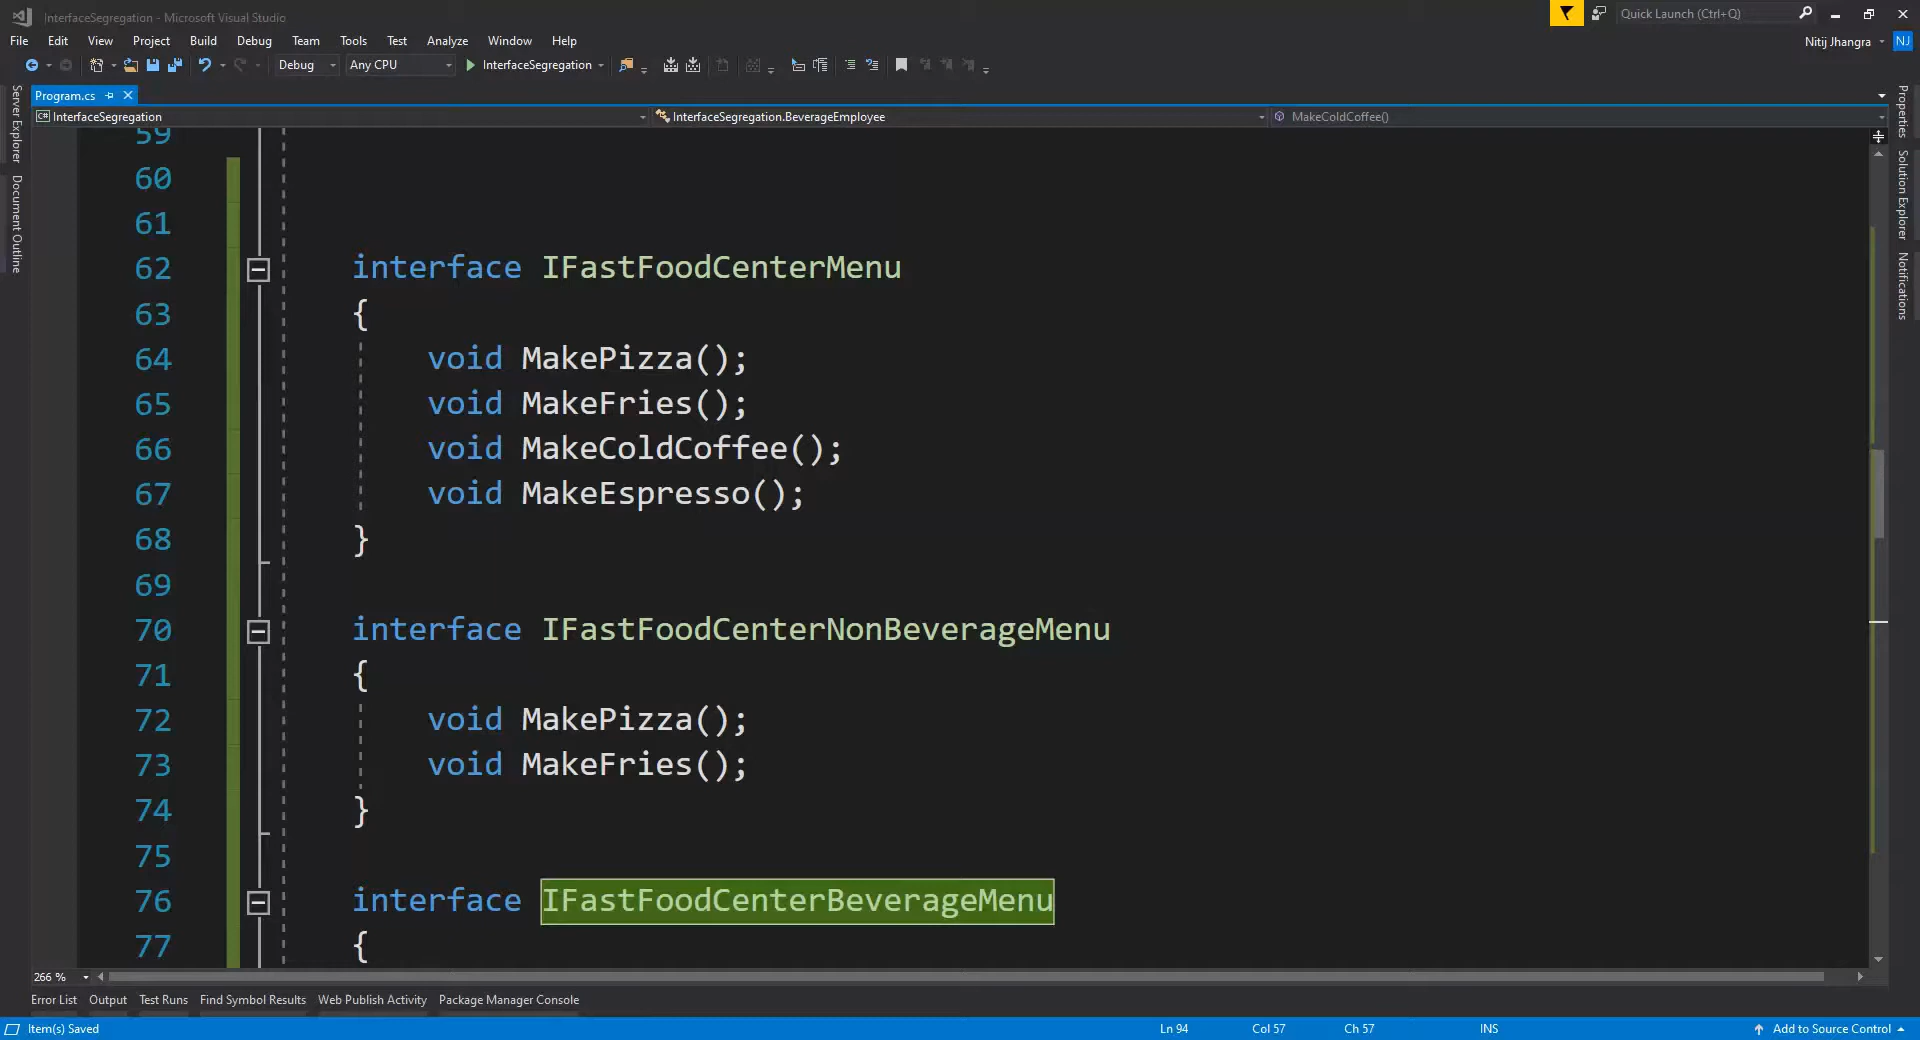 InterfaceSegregation - Microsoft Visual Studio
Quick Launch (Ctrl+Q)
File Edit View Project Build Debug Team Tools Test Analyze Window Help
Nitij Jhangra NJ
Debug Any CPU InterfaceSegregation
Program.cs
InterfaceSegregation InterfaceSegregation.BeverageEmployee MakeColdCoffee()
Server Explorer
Document Outline
Properties
Solution Explorer
Notifications
59
60
61
62 interface IFastFoodCenterMenu
63 {
64 void MakePizza();
65 void MakeFries();
66 void MakeColdCoffee();
67 void MakeEspresso();
68 }
69
70 interface IFastFoodCenterNonBeverageMenu
71 {
72 void MakePizza();
73 void MakeFries();
74 }
75
76 interface IFastFoodCenterBeverageMenu
77 {
266 %
Error List Output Test Runs Find Symbol Results Web Publish Activity Package Manager Console
Item(s) Saved Ln 94 Col 57 Ch 57 INS Add to Source Control